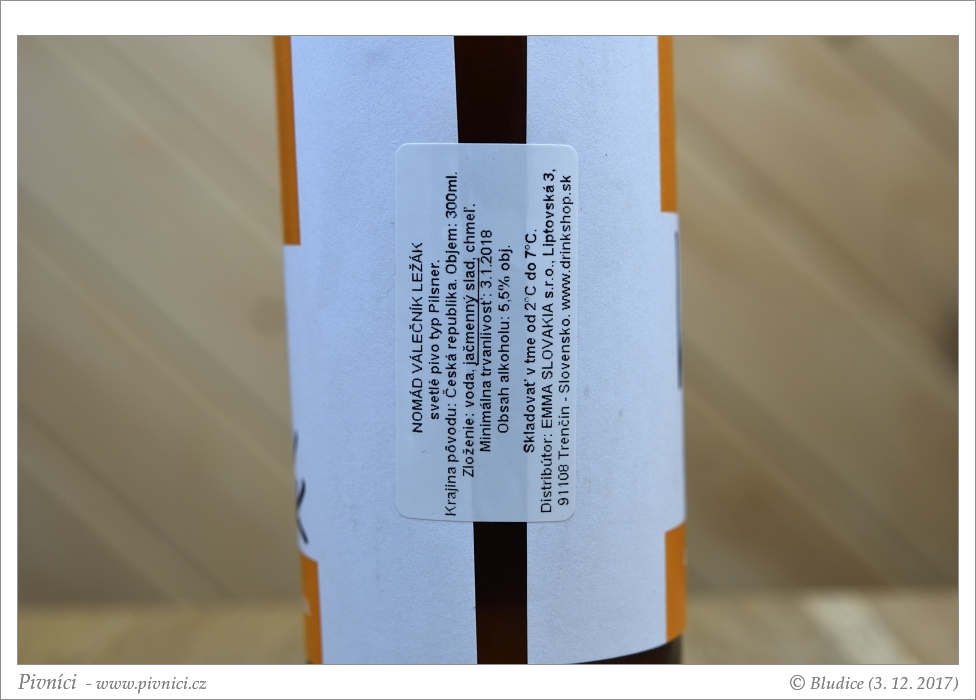 NOMÁD VÁLEČNÍK LEŽÁK
svetlé pivo typ Pilsner.
Krajina pôvodu: Česká republika. Objem: 300ml.
Zloženie: voda, jačmenný slad, chmeľ.
Minimálna trvanlivosť: 3.1.2018
Obsah alkoholu: 5,5% obj.
Skladovať v tme od 2°C do 7°C.
Distribútor: EMMA SLOVAKIA s.r.o., Liptovská 3,
91108 Trenčín - Slovensko. www.drinkshop.sk
Pivníci - www.pivnici.cz
© Bludice (3. 12. 2017)